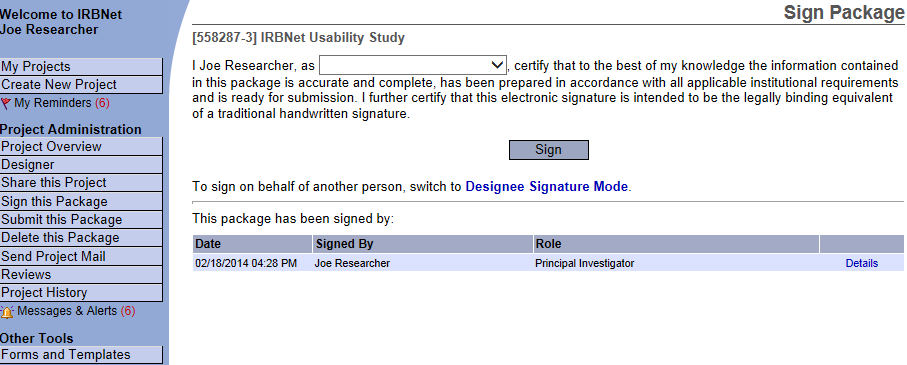 Welcome to IRBNet
Joe Researcher
My Projects
Create New Project
My Reminders (6)
Project Administration
Project Overview
Designer
Share this Project
Sign this Package
Submit this Package
Delete this Package
Send Project Mail
Reviews
Project History
Messages & Alerts (6)
Other Tools
Forms and Templates
Sign Package
[558287-3] IRBNet Usability Study
I Joe Researcher, as , certify that to the best of my knowledge the information contained
in this package is accurate and complete, has been prepared in accordance with all applicable institutional requirements
and is ready for submission. I further certify that this electronic signature is intended to be the legally binding equivalent
of a traditional handwritten signature.
Sign
To sign on behalf of another person, switch to Designee Signature Mode.
This package has been signed by:
Date Signed By Role
02/18/2014 04:28 PM Joe Researcher Principal Investigator Details